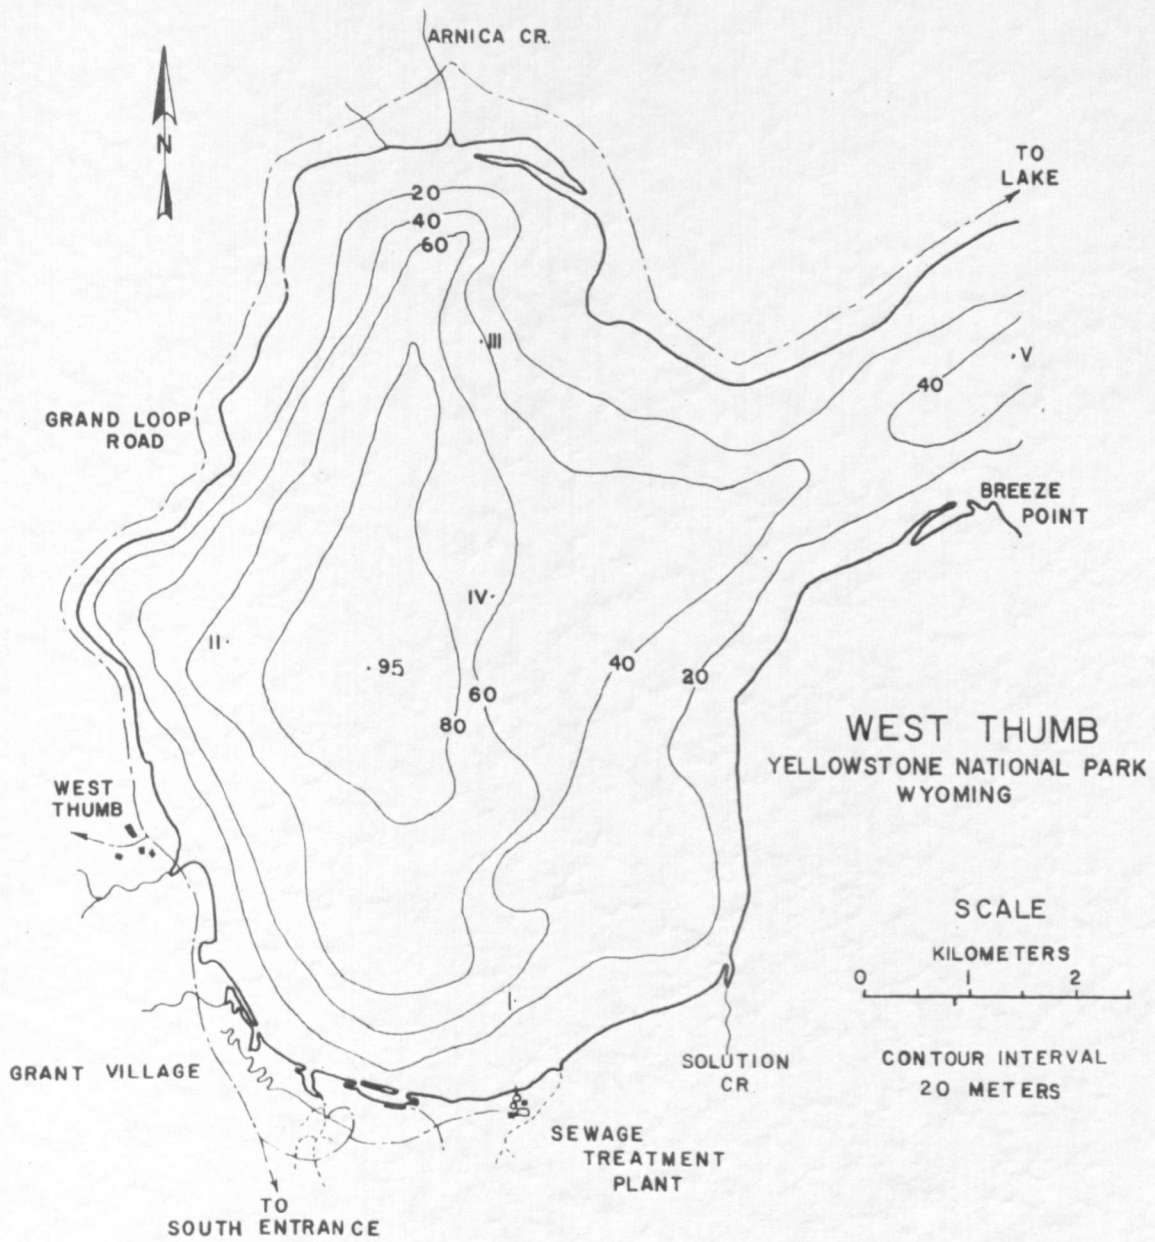 ARNICA CR.
N
TO
LAKE
20
40
60
III
V
40
GRAND LOOP
ROAD
BREEZE
POINT
IV
II
95
40
20
60
80
WEST THUMB
YELLOWSTONE NATIONAL PARK
WYOMING
WEST
THUMB
SCALE
KILOMETERS
0 1 2
I
CONTOUR INTERVAL
20 METERS
SOLUTION
CR
GRANT VILLAGE
SEWAGE
TREATMENT
PLANT
TO
SOUTH ENTRANCE